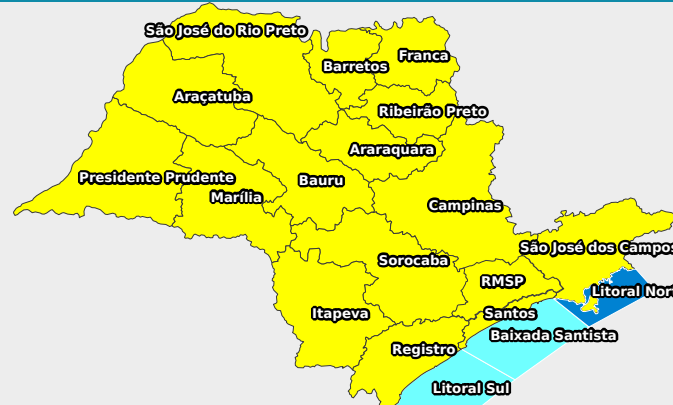 São José do Rio Preto
Franca
Barretos
Araçatuba
Ribeirão Preto
Araraquara
Presidente Prudente
Bauru
Marília
Campinas
São José dos Campos
Sorocaba
RMSP
Litoral Nort
Itapeva
Santos
Baixada Santista
Registro
Litoral Sul